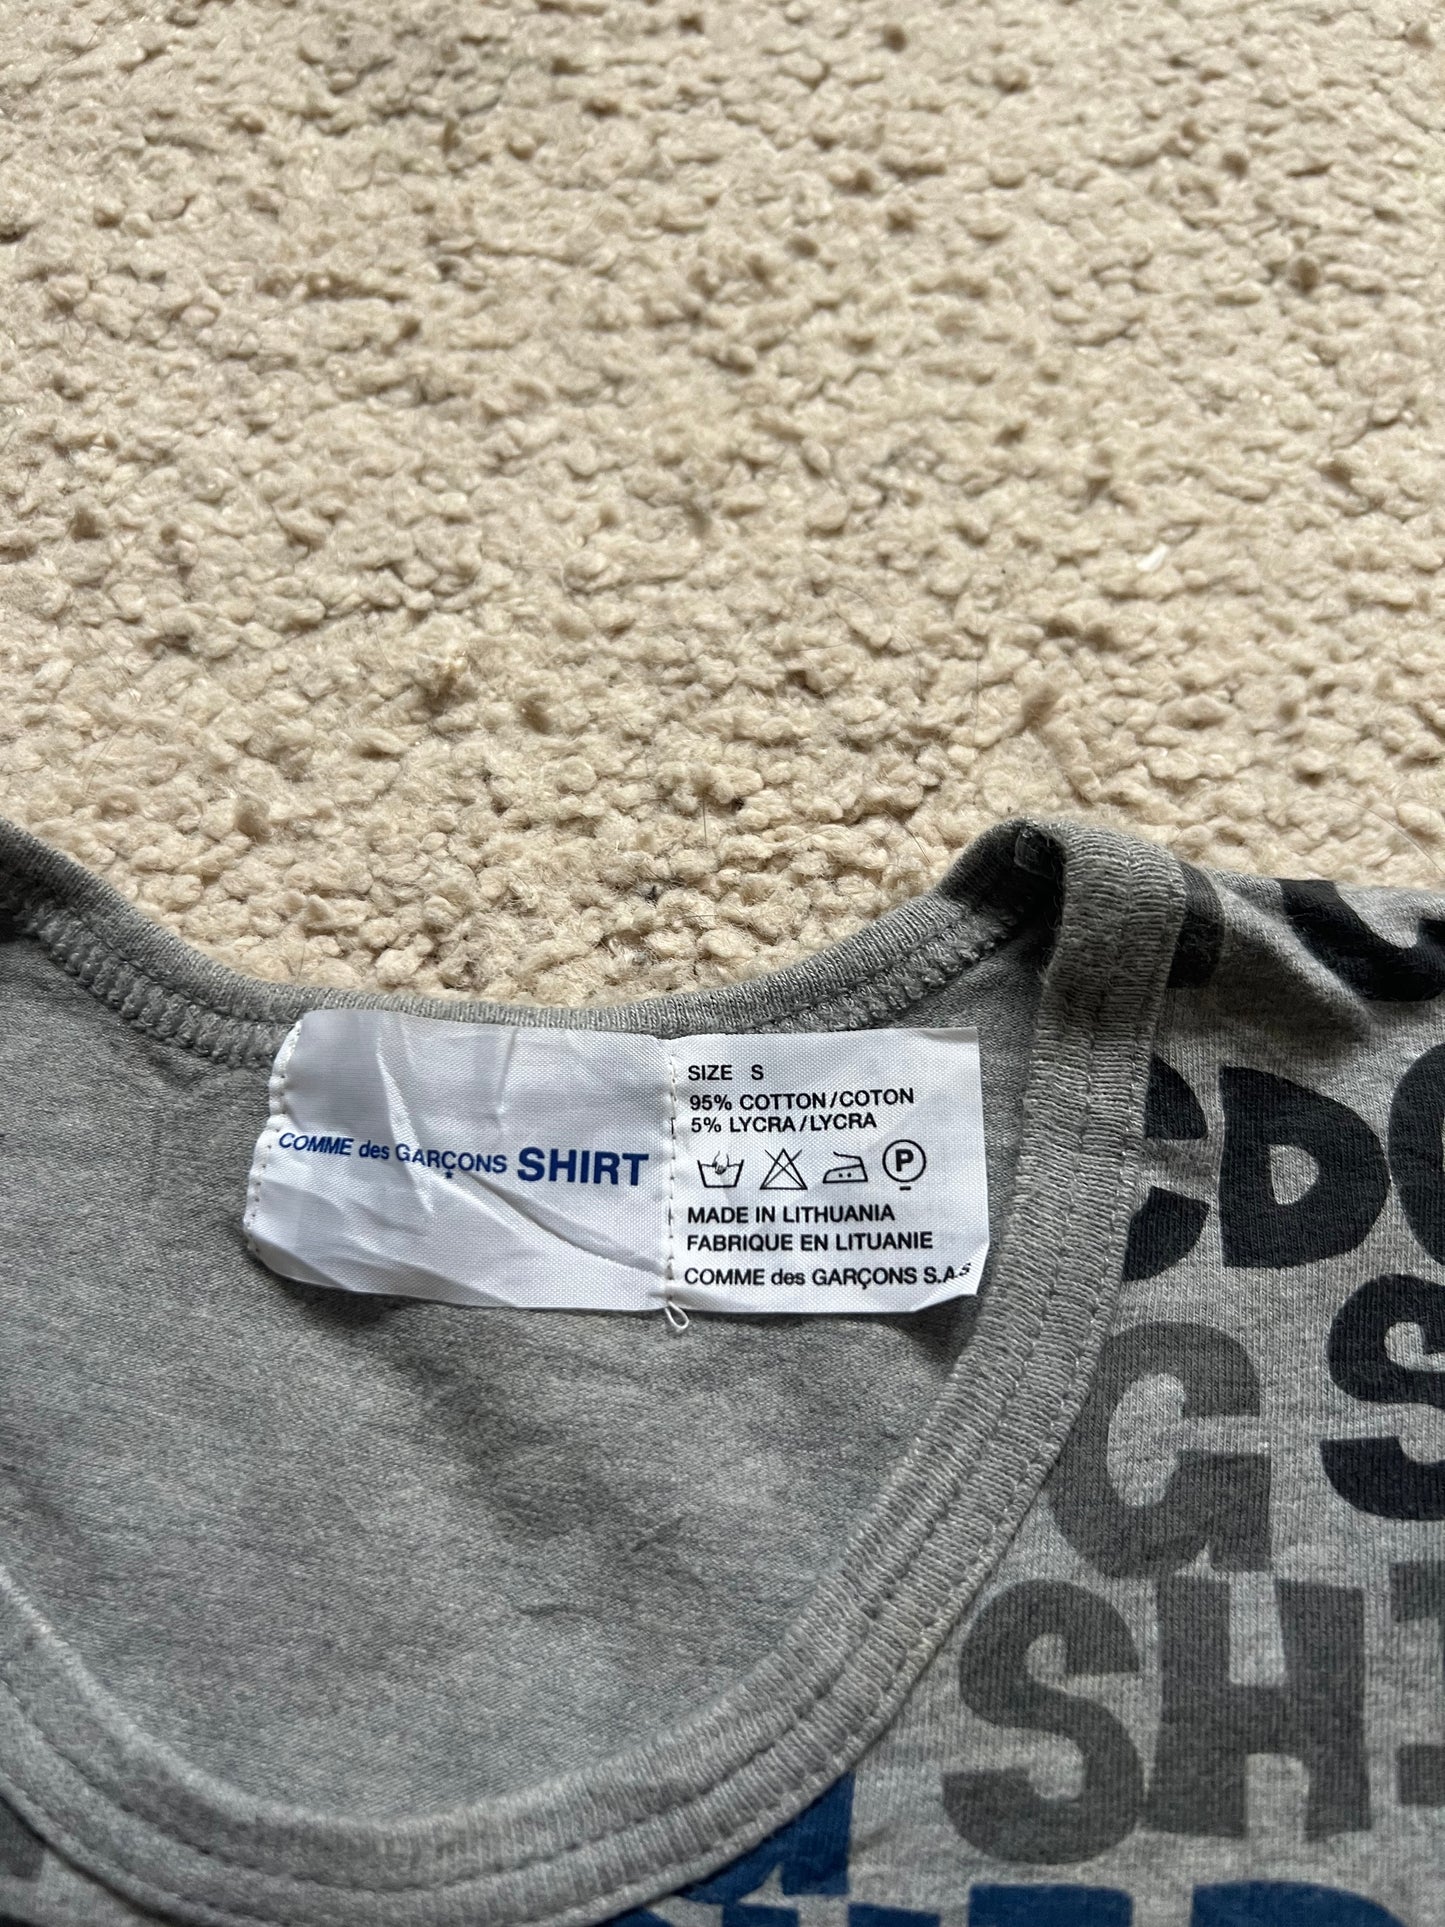 COMME des GARÇONS SHIRT
SIZE S
95% COTTON/COTON
5% LYCRA/LYCRA
P
MADE IN LITHUANIA
FABRIQUE EN LITUANIE
COMME des GARÇONS S.A.S
CDG
S
G
SH